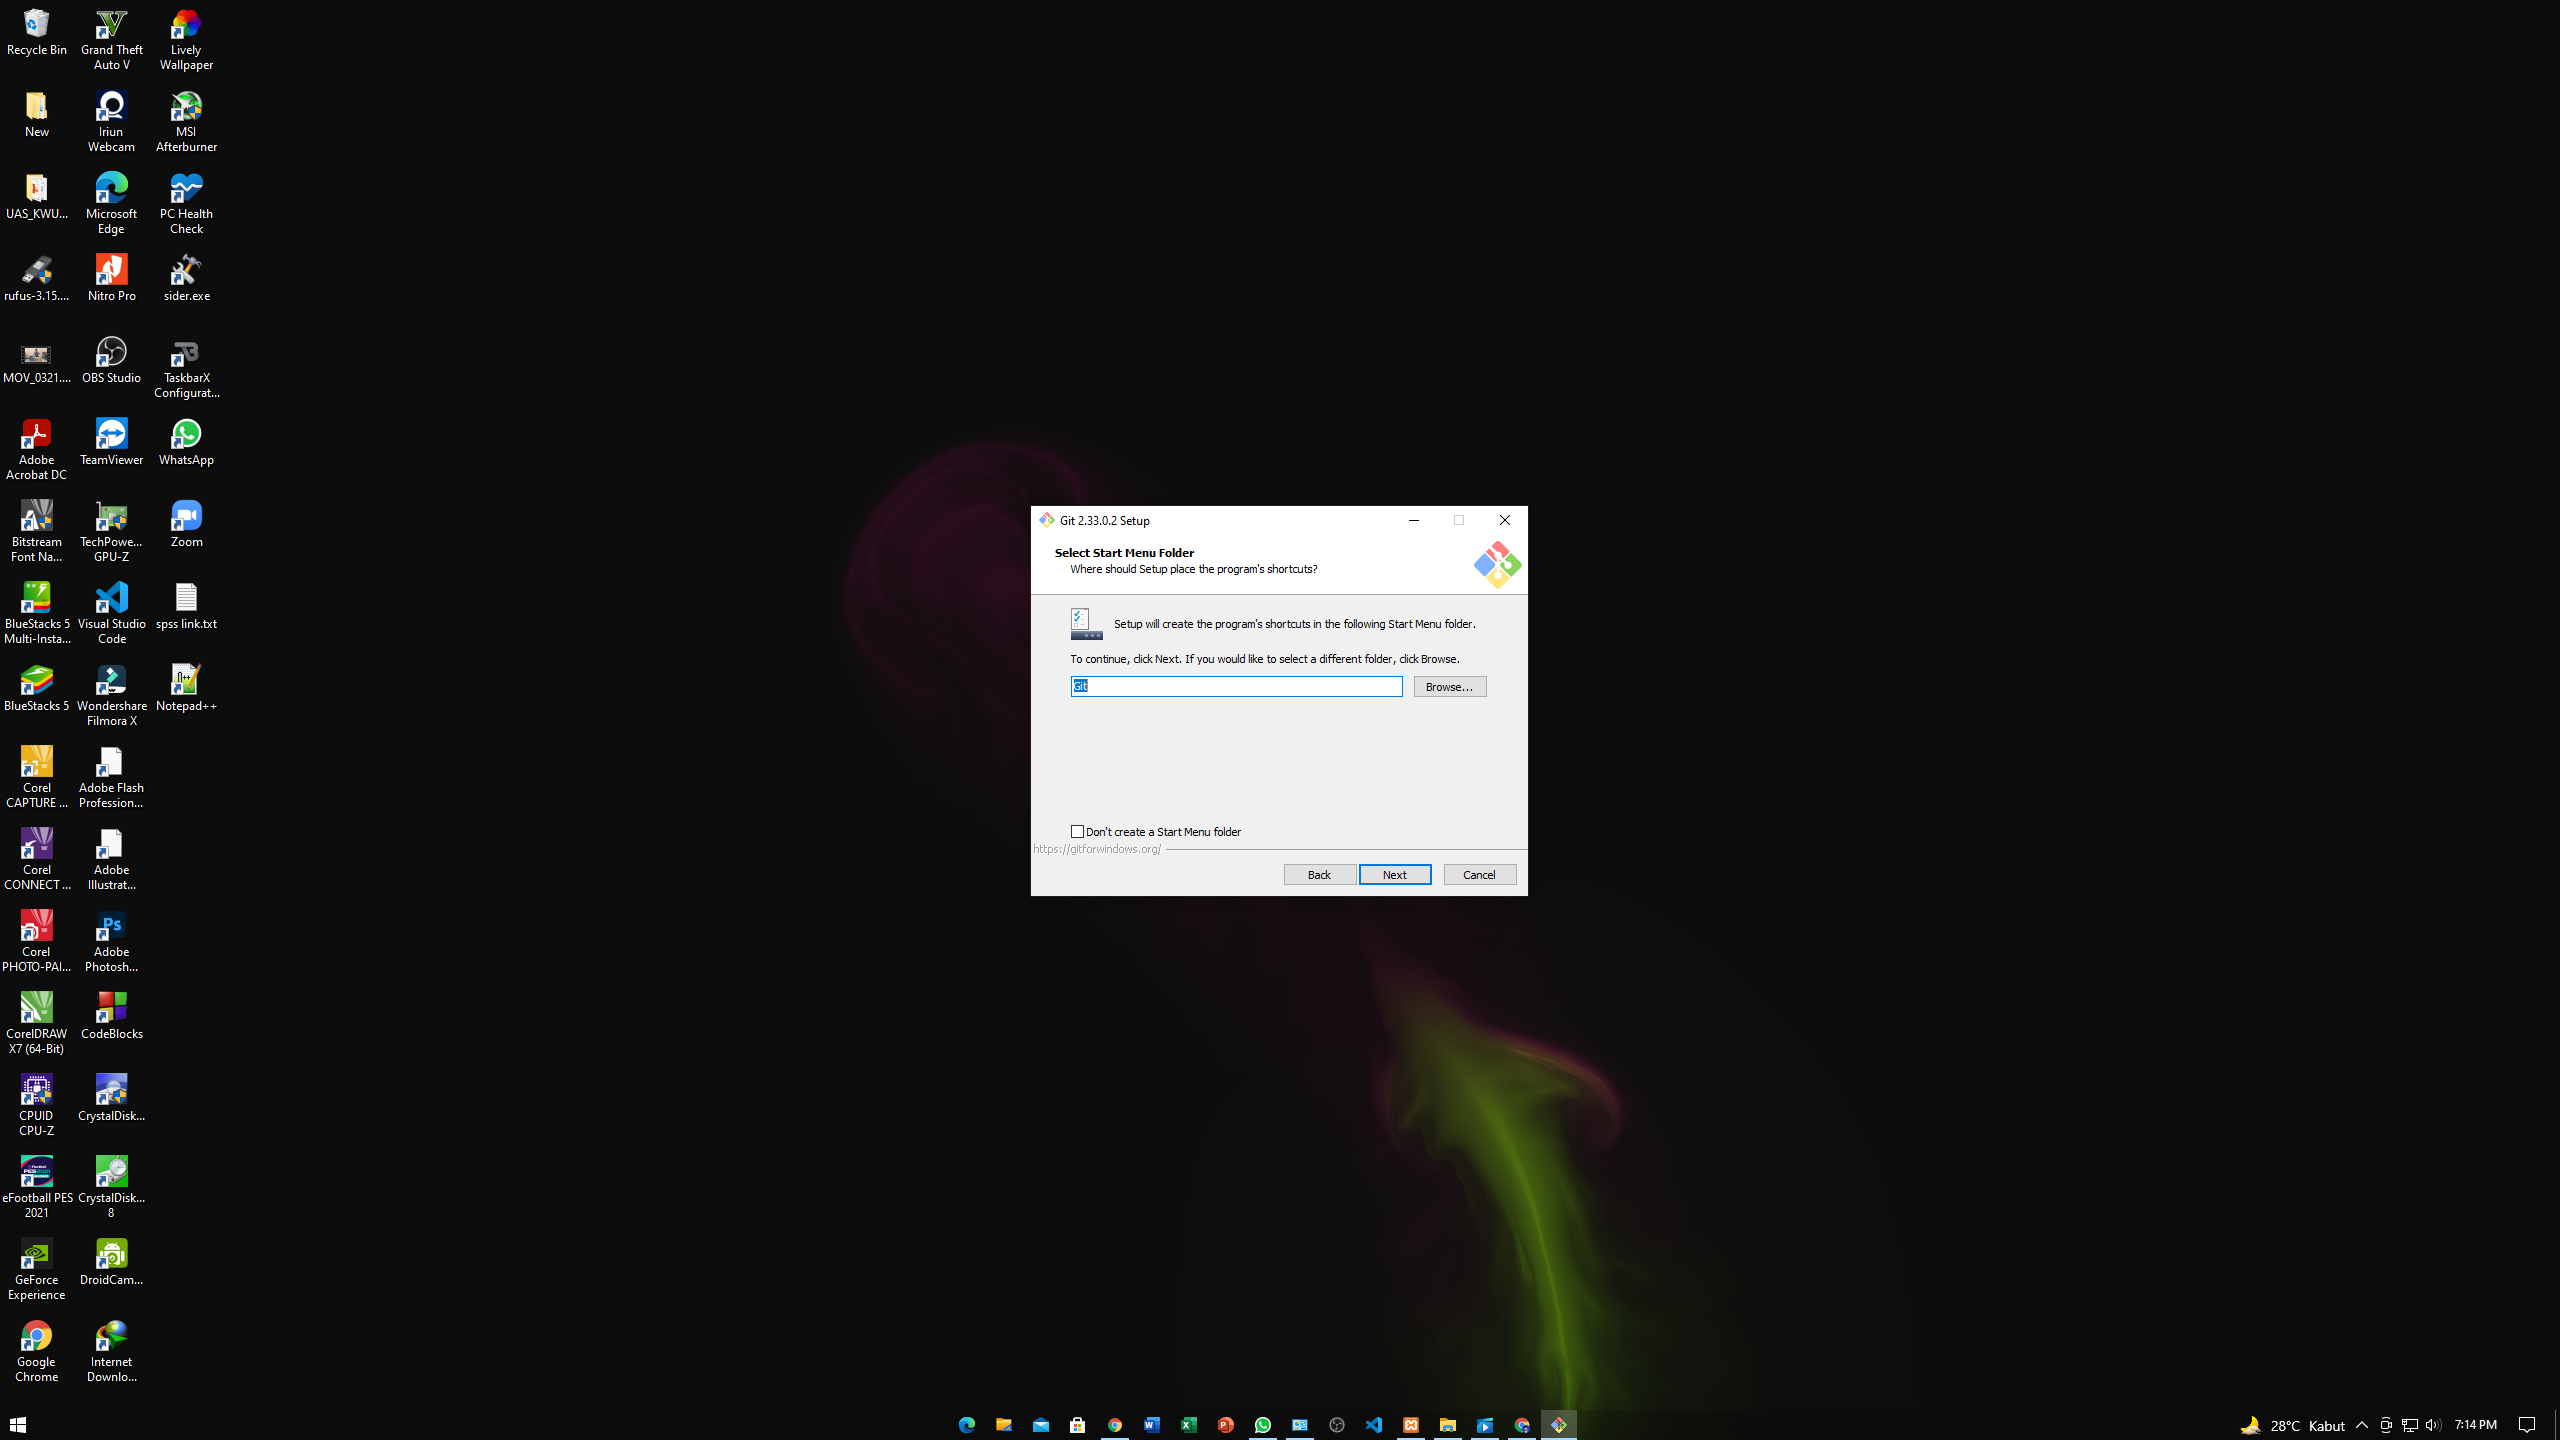 Recycle Bin
Grand Theft
Auto V
Lively
Wallpaper
New
Iriun
Webcam
MSI
Afterburner
UAS_KWU...
Microsoft
Edge
PC Health
Check
rufus-3.15....
Nitro Pro
sider.exe
MOV_0321....
OBS Studio
TaskbarX
Configurat...
Adobe
Acrobat DC
TeamViewer
WhatsApp
Bitstream
Font Na...
TechPowe...
GPU-Z
Zoom
BlueStacks 5
Multi-Insta...
Visual Studio
Code
spss link.txt
BlueStacks 5
Wondershare
Filmora X
Notepad++
Corel
CAPTURE ...
Adobe Flash
Profession...
Corel
CONNECT ...
Adobe
Illustrat...
Corel
PHOTO-PAI...
Adobe
Photosh...
CorelDRAW
X7 (64-Bit)
CodeBlocks
CPUID
CPU-Z
CrystalDisk...
eFootball PES
2021
CrystalDisk...
8
GeForce
Experience
DroidCam...
Google
Chrome
Internet
Downlo...
Git 2.33.0.2 Setup
Select Start Menu Folder
Where should Setup place the program's shortcuts?
Setup will create the program's shortcuts in the following Start Menu folder.
To continue, click Next. If you would like to select a different folder, click Browse.
Git
Browse...
Don't create a Start Menu folder
https://gitforwindows.org/
Back
Next
Cancel
28°C Kabut
7:14 PM